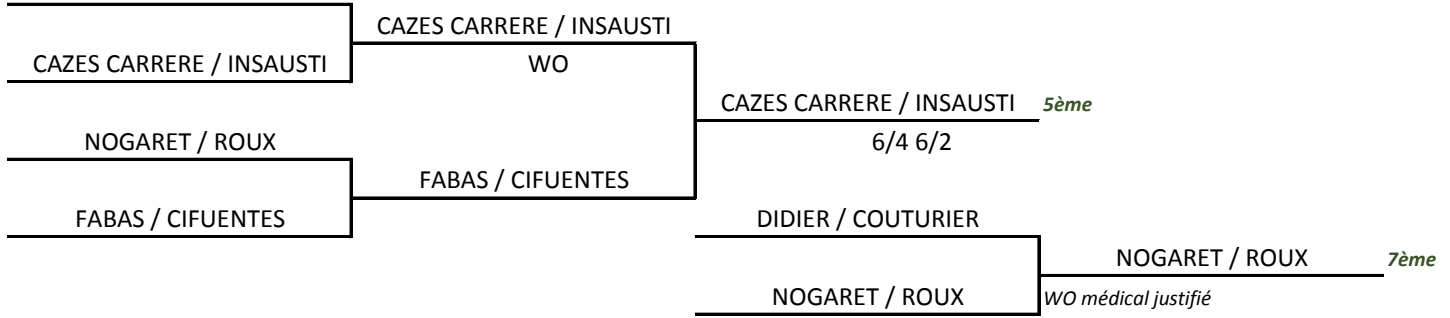 CAZES CARRERE / INSAUSTI
CAZES CARRERE / INSAUSTI
WO
CAZES CARRERE / INSAUSTI 5ème
NOGARET / ROUX
6/4 6/2
FABAS / CIFUENTES
FABAS / CIFUENTES
DIDIER / COUTURIER
NOGARET / ROUX 7ème
NOGARET / ROUX
WO médical justifié